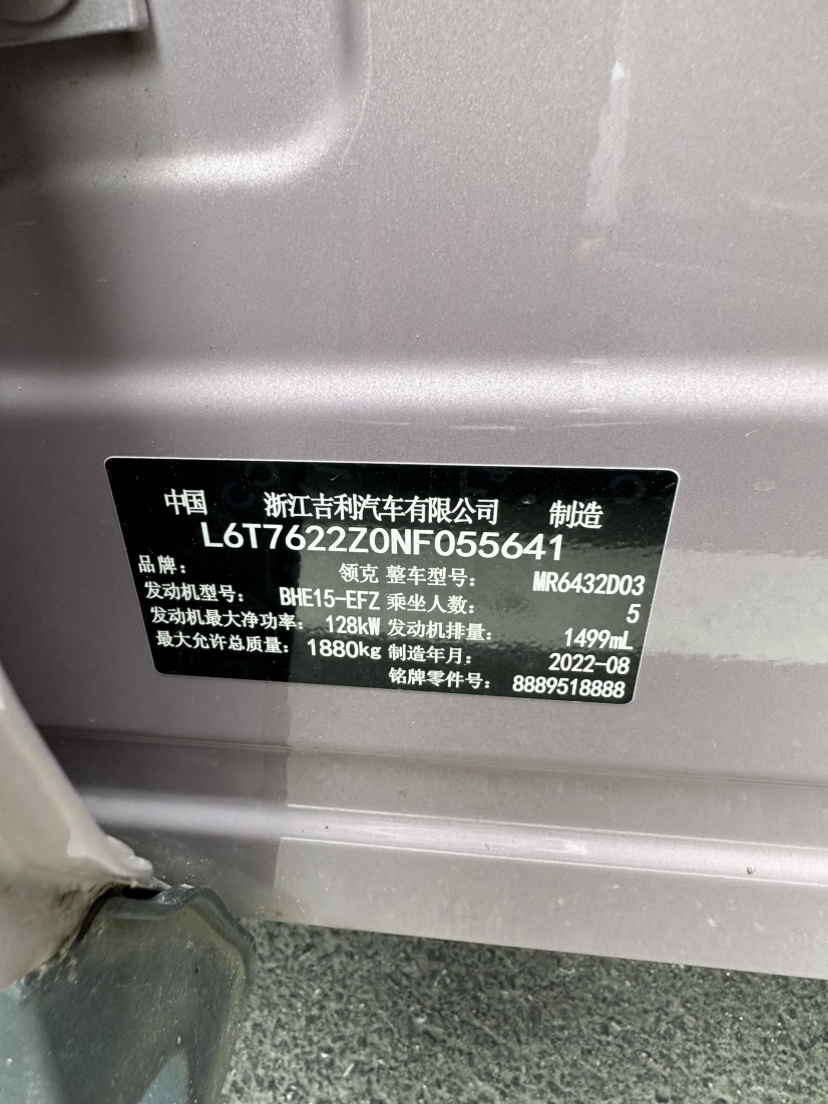 中国 浙江吉利汽车有限公司 制造
L6T7622Z0NF055641
品牌： 领克 整车型号： MR6432D03
发动机型号： BHE15-EFZ 乘坐人数： 5
发动机最大净功率： 128kW 发动机排量： 1499mL
最大允许总质量： 1880kg 制造年月： 2022-08
铭牌零件号： 8889518888